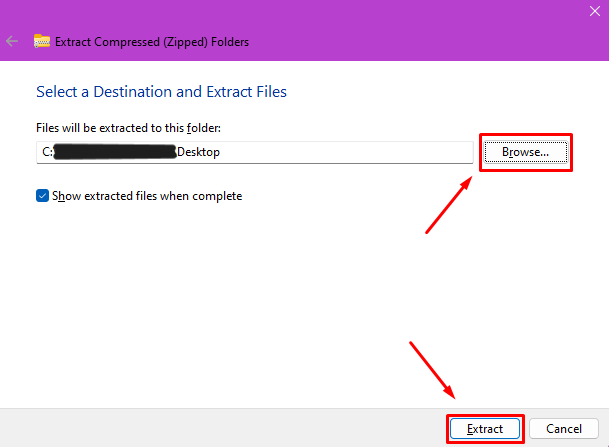 Extract Compressed (Zipped) Folders
Select a Destination and Extract Files
Files will be extracted to this folder:
C:
Desktop
Browse...
Show extracted files when complete
Extract
Cancel